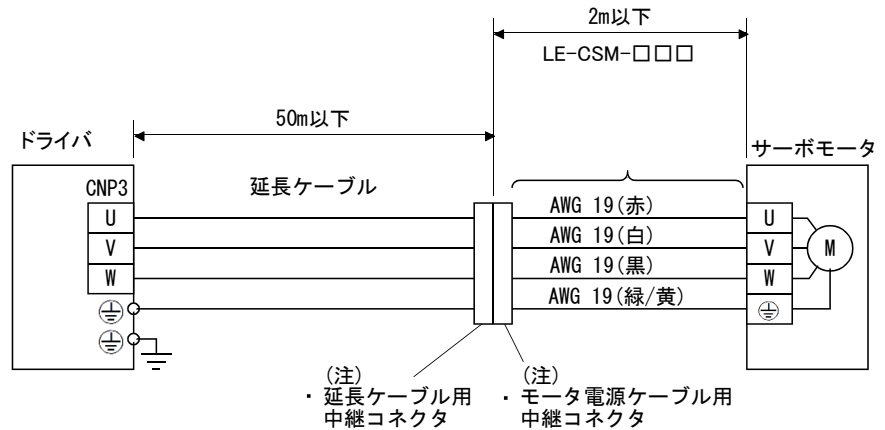 2m以下
LE-CSM-□□□
50m以下
ドライバ
サーボモータ
CNP3
延長ケーブル
AWG 19(赤)
U
U
AWG 19(白)
V
V
M
AWG 19(黒)
W
W
AWG 19(緑/黄)
(注)
・延長ケーブル用
中継コネクタ
(注)
・モータ電源ケーブル用
中継コネクタ